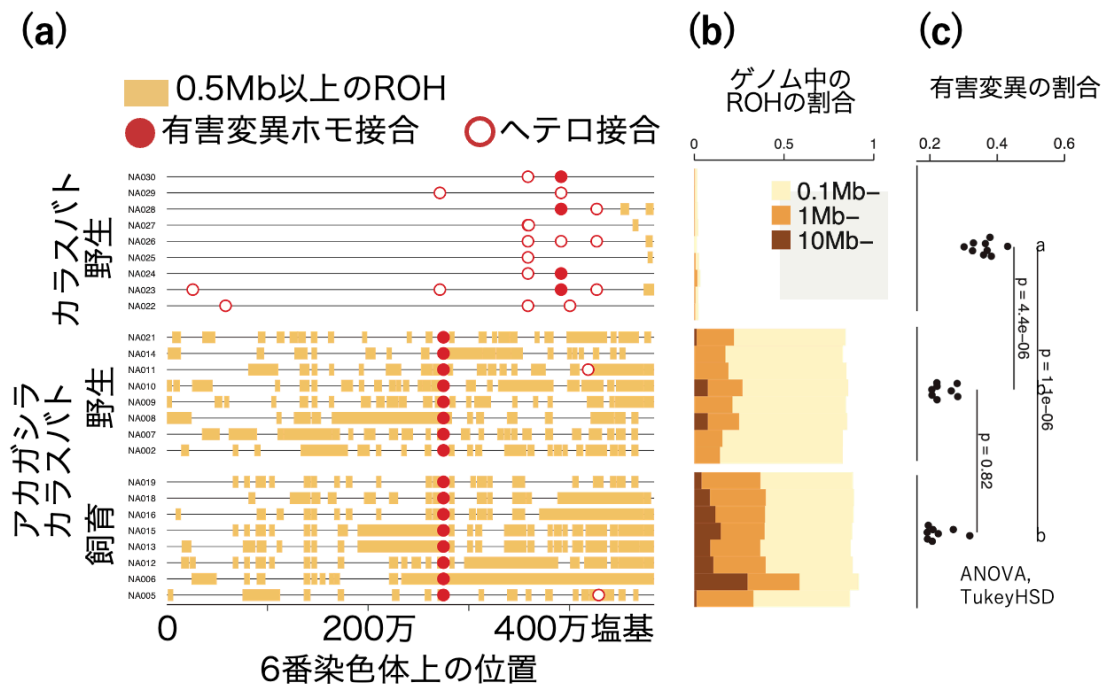 (a)
0.5Mb以上のROH
有害変異ホモ接合
ヘテロ接合
カラスバト
野生
NA030
NA029
NA028
NA027
NA026
NA025
NA024
NA023
NA022
アカガシラ
カラスバト
野生
NA021
NA014
NA011
NA010
NA009
NA008
NA007
NA002
飼育
NA019
NA018
NA016
NA015
NA013
NA012
NA006
NA005
0
200万
400万塩基
6番染色体上の位置
(b)
ゲノム中の
ROHの割合
0
0.5
1
0.1Mb-
1Mb-
10Mb-
(c)
有害変異の割合
0.2
0.4
0.6
a
p = 4.4e-06
p = 1.1e-06
p = 0.82
b
ANOVA,
TukeyHSD